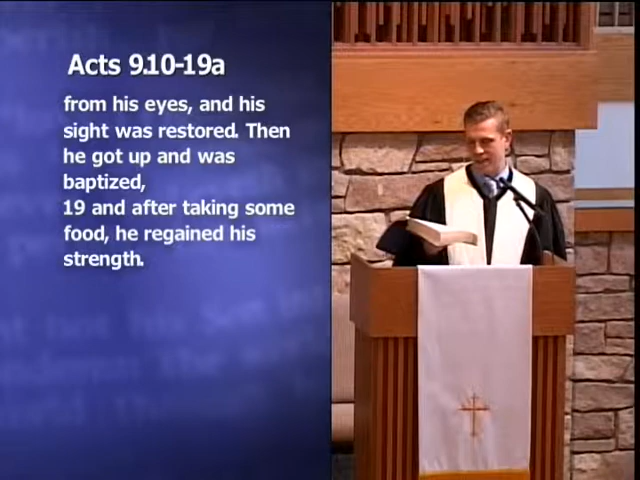 Acts 9.10-19a
from his eyes, and his
sight was restored. Then
he got up and was
baptized,
19 and after taking some
food, he regained his
strength.